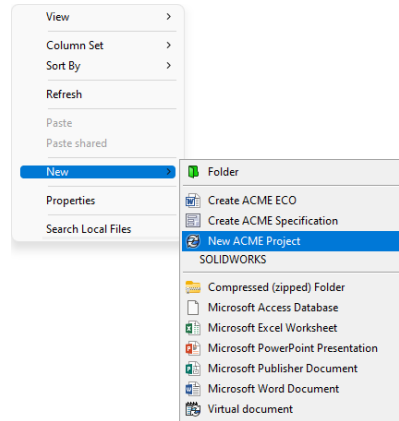 View
Column Set
Sort By
Refresh
Paste
Paste shared
New
Properties
Search Local Files
Folder
Create ACME ECO
Create ACME Specification
New ACME Project
SOLIDWORKS
Compressed (zipped) Folder
Microsoft Access Database
Microsoft Excel Worksheet
Microsoft PowerPoint Presentation
Microsoft Publisher Document
Microsoft Word Document
Virtual document